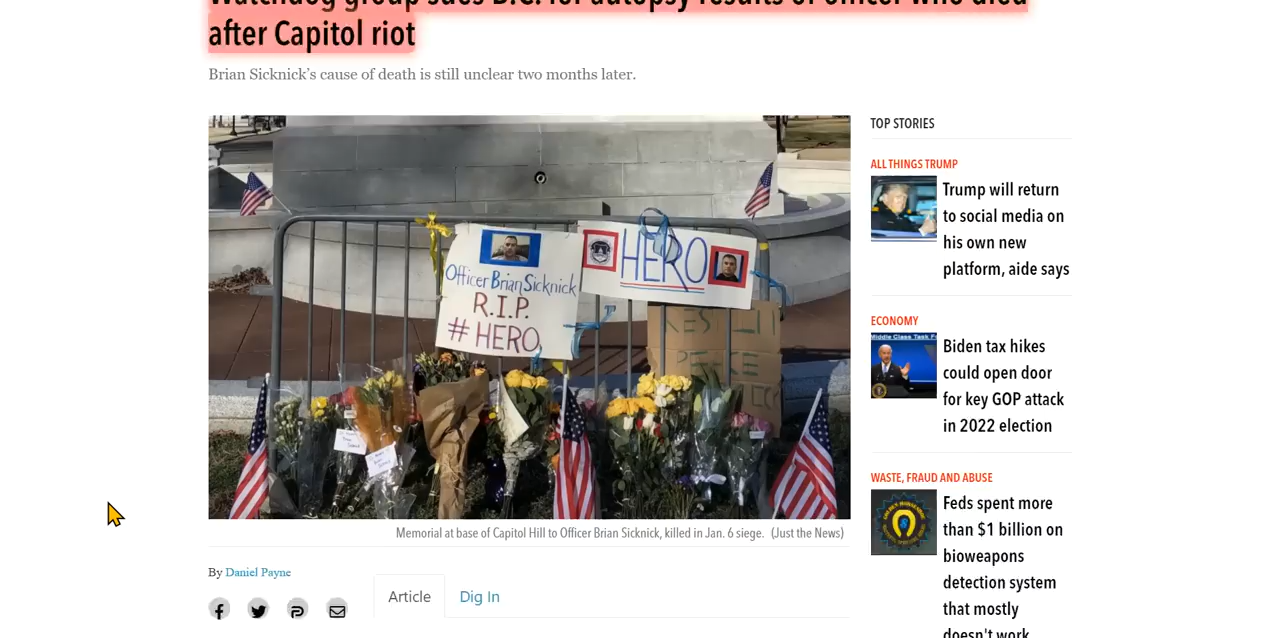 Watchdog group sues D.C. for autopsy results of officer who died
after Capitol riot
Brian Sicknick's cause of death is still unclear two months later.
TOP STORIES
ALL THINGS TRUMP
Trump will return
to social media on
his own new
platform, aide says
ECONOMY
Middle Class Task F
Biden tax hikes
could open door
for key GOP attack
in 2022 election
WASTE, FRAUD AND ABUSE
Feds spent more
than $1 billion on
bioweapons
detection system
that mostly
doesn't work
Officer Brian Sicknick
R.I.P.
# HERO
HERO
REST IN
Memorial at base of Capitol Hill to Officer Brian Sicknick, killed in Jan. 6 siege. (Just the News)
By Daniel Payne
Article
Dig In